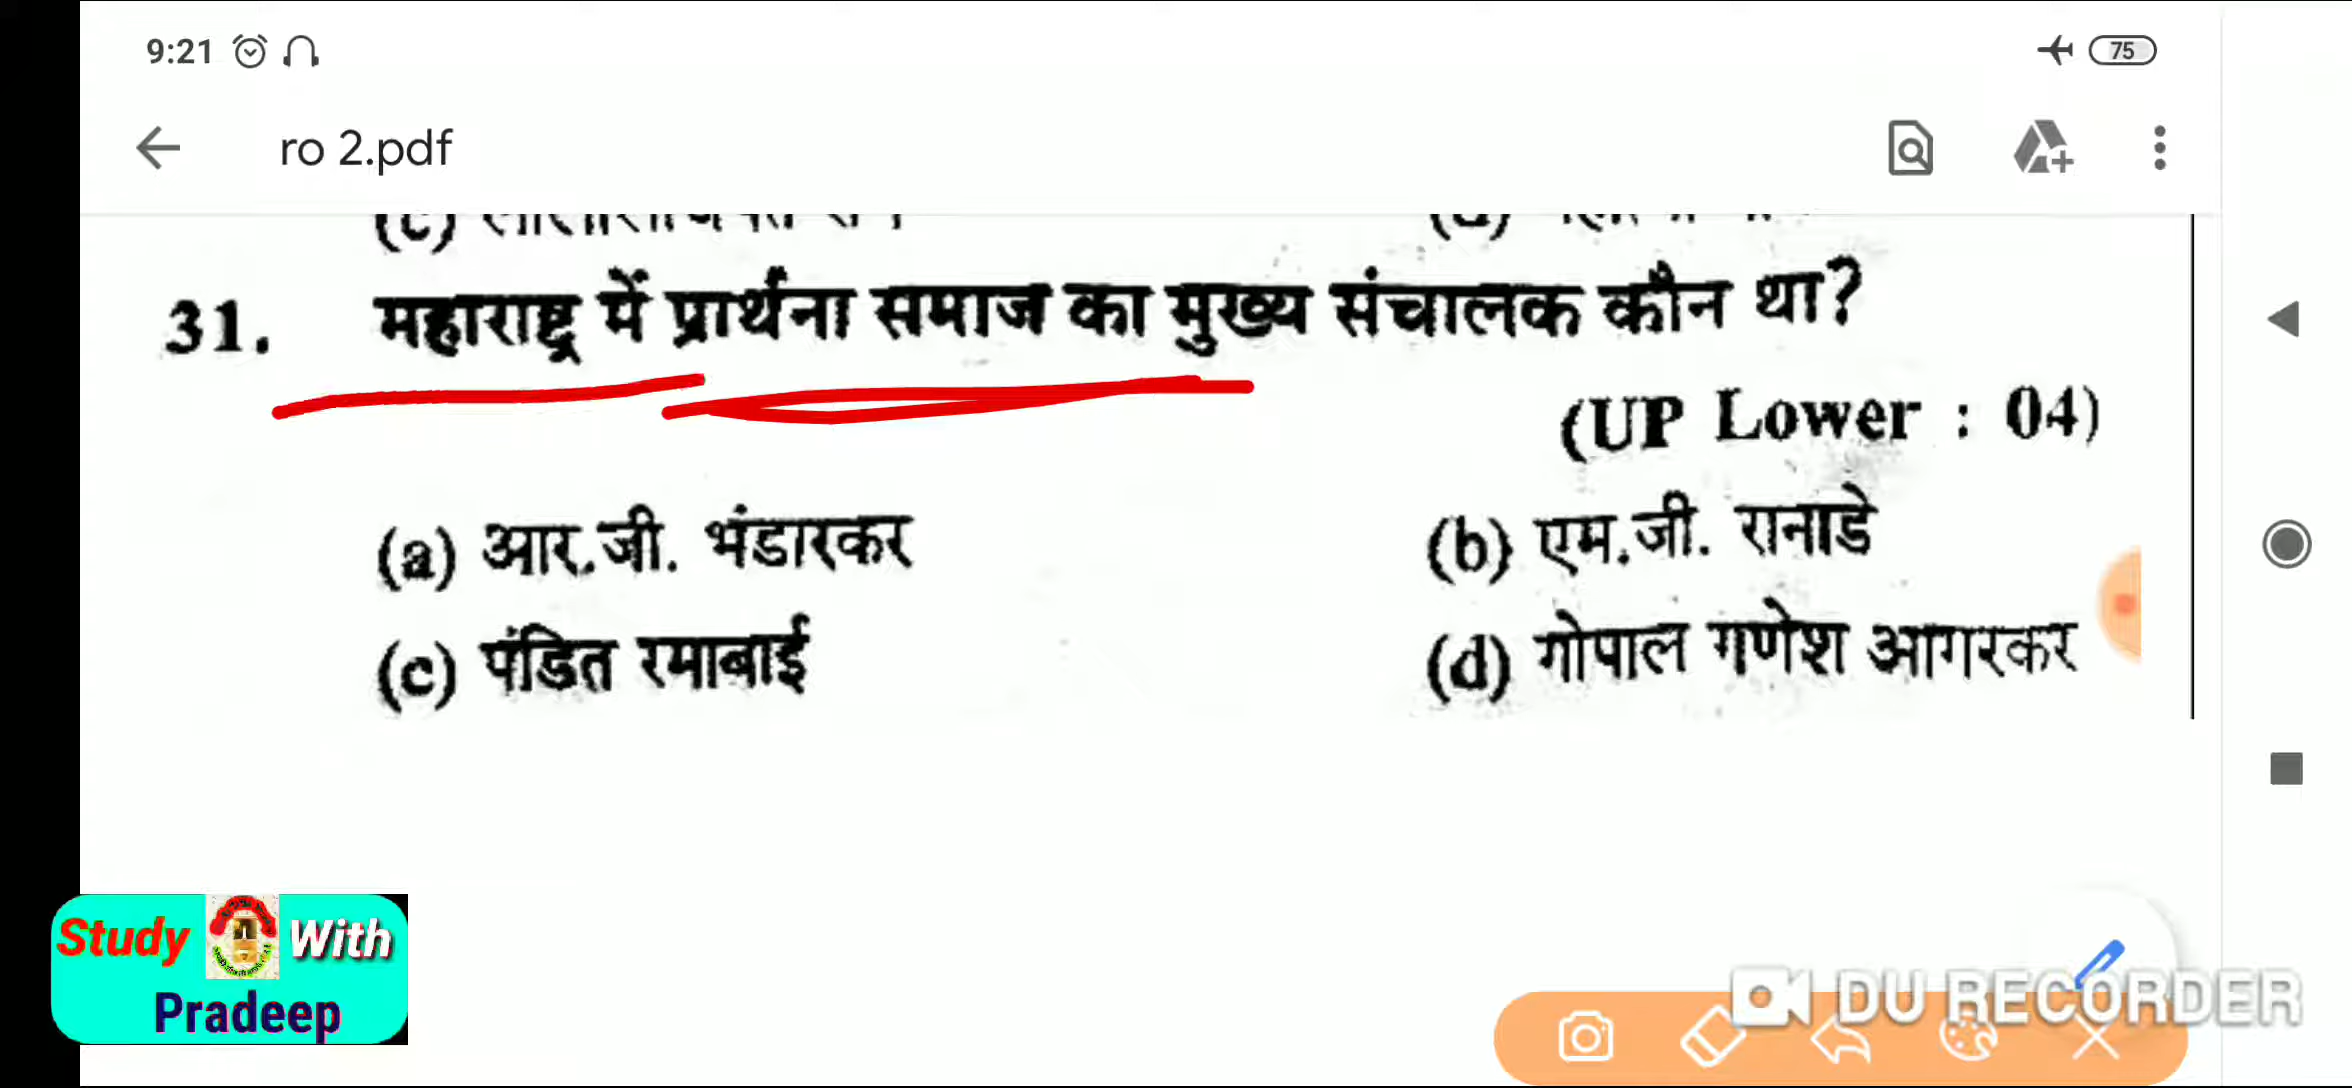 9:21
75
ro 2.pdf
31. महाराष्ट्र में प्रार्थना समाज का मुख्य संचालक कौन था?
(UP Lower : 04)
(a) आर.जी. भंडारकर
(b) एम.जी. रानाडे
(c) पंडित रमाबाई
(d) गोपाल गणेश आगरकर
Study With
Pradeep
DU RECORDER